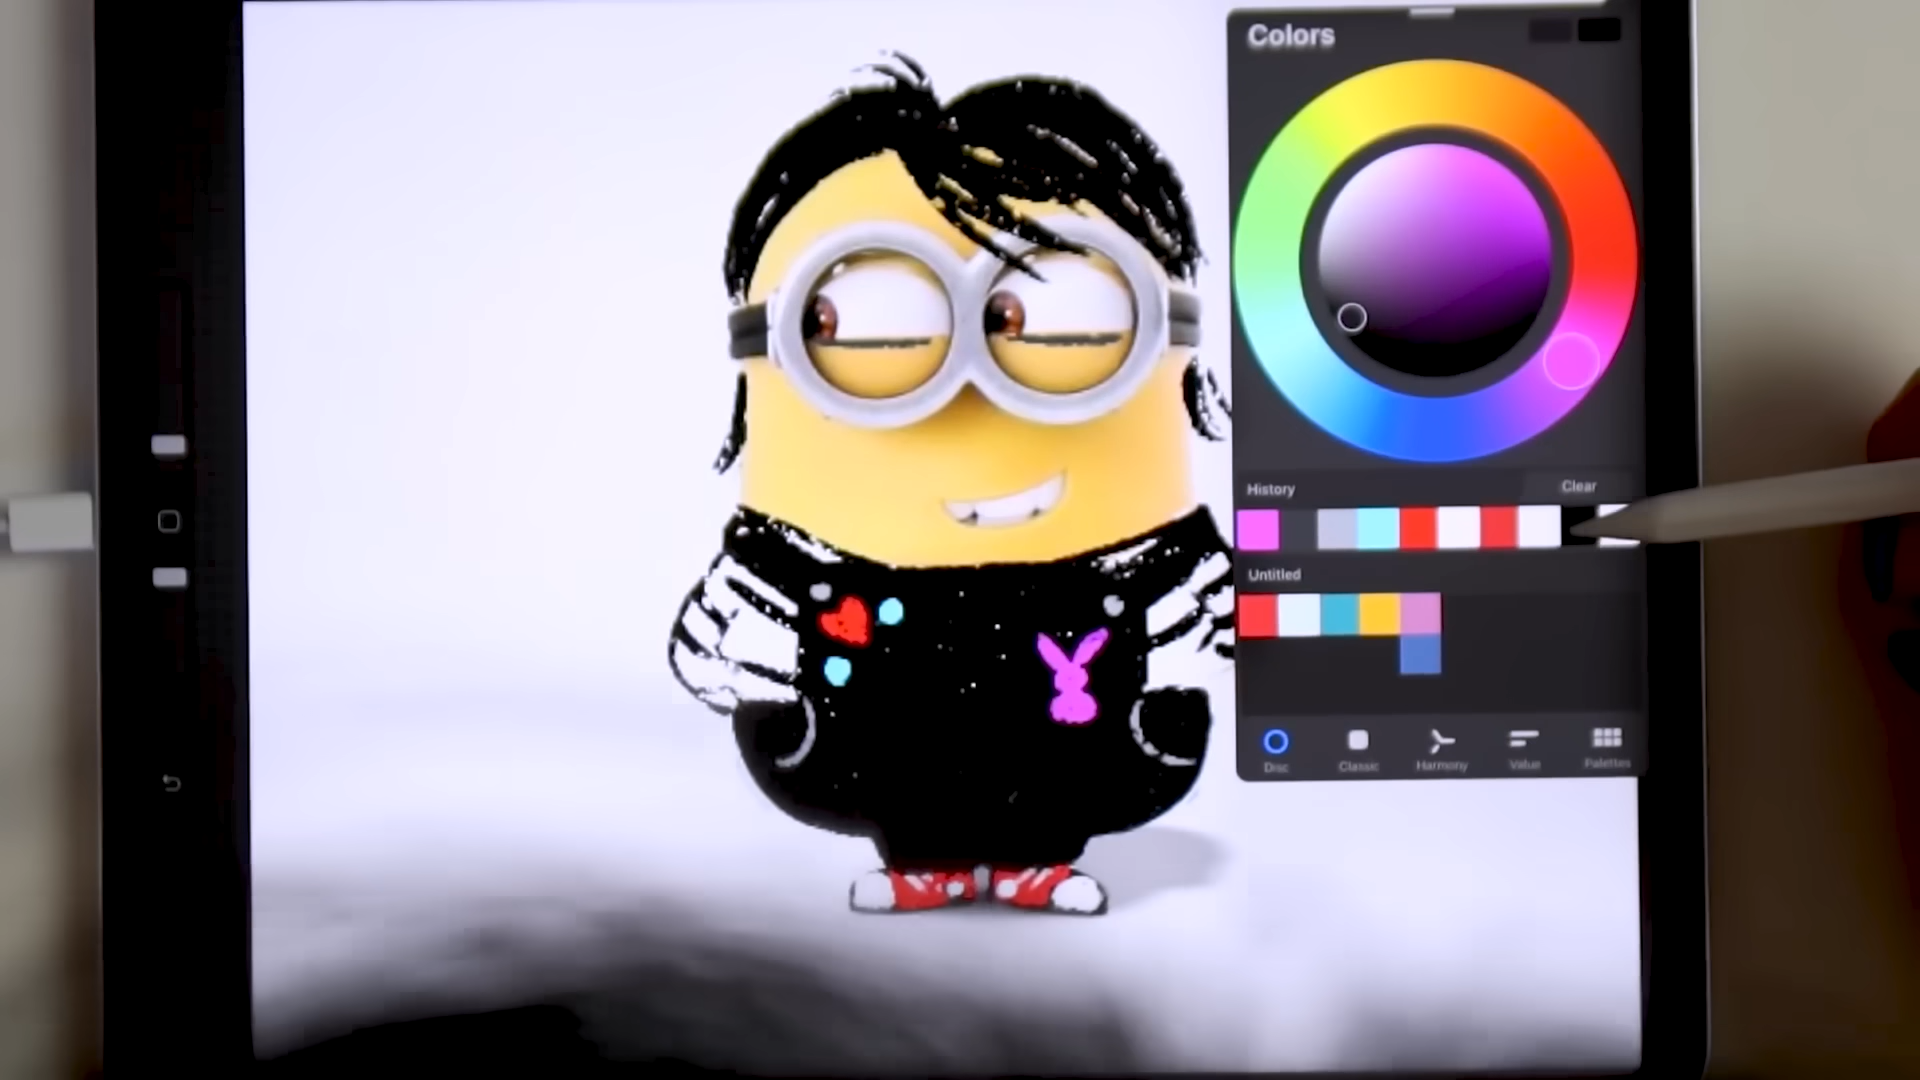 Colors
History
Clear
Untitled
Disc
Classic
Harmony
Value
Palettes